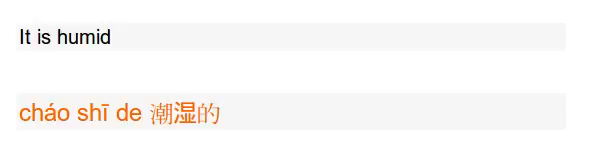 It is humid
cháo shī de 潮湿的